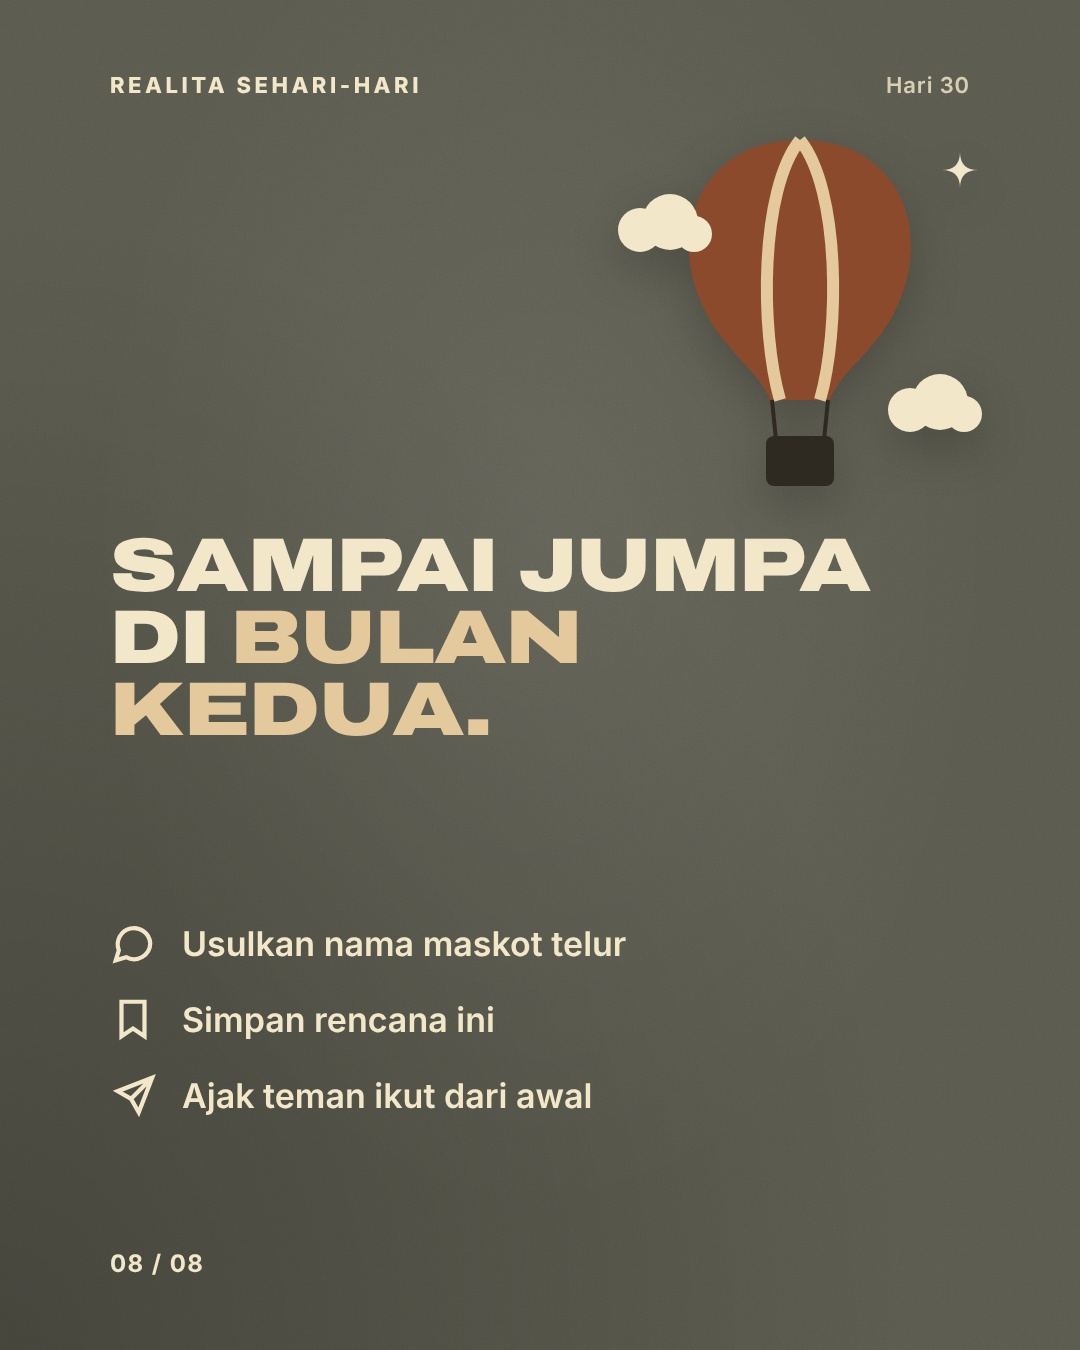 REALITA SEHARI-HARI
Hari 30
SAMPAI JUMPA
DI BULAN
KEDUA.
Usulkan nama maskot telur
Simpan rencana ini
Ajak teman ikut dari awal
08 / 08